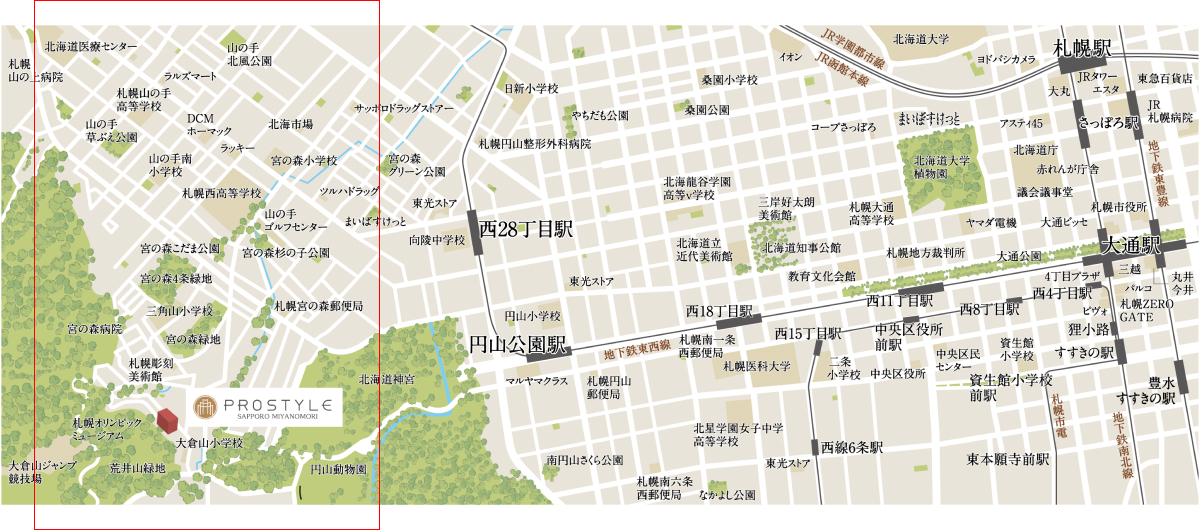 北海道医療センター
札幌
山の上病院
山の手
北風公園
ラルズマート
札幌山の手
高等学校
DCM
ホーマック
サッポロドラッグストアー
山の手
草ぶえ公園
北海市場
ラッキー
山の手南
小学校
宮の森小学校
宮の森
グリーン公園
札幌西高等学校
ツルハドラッグ
東光ストア
山の手
ゴルフセンター
まいばすけっと
向陵中学校
宮の森こだま公園
宮の森杉の子公園
宮の森4条緑地
三角山小学校
札幌宮の森郵便局
宮の森病院
宮の森緑地
札幌彫刻
美術館
北海道神宮
PROSTYLE
SAPPORO MIYANOMORI
札幌オリンピック
ミュージアム
大倉山小学校
大倉山ジャンプ
競技場
荒井山緑地
円山動物園
日新小学校
やちだも公園
札幌円山整形外科病院
桑園小学校
桑園公園
イオン
JR学園都市線
JR函館本線
北海道大学
ヨドバシカメラ
札幌駅
JRタワー
エスタ
東急百貨店
大丸
JR
札幌病院
コープさっぽろ
まいばすけっと
アスティ45
さっぽろ駅
地下鉄東豊線
北海道大学
植物園
北海道庁
赤れんが庁舎
議会議事堂
札幌市役所
北海龍谷学園
高等学校
三岸好太朗
美術館
札幌大通
高等学校
ヤマダ電機
大通ビッセ
西28丁目駅
北海道立
近代美術館
北海道知事公館
札幌地方裁判所
大通公園
大通駅
東光ストア
教育文化会館
4丁目プラザ
三越
丸井
今井
パルコ
西11丁目駅
西4丁目駅
札幌ZERO
GATE
ピヴォ
円山小学校
西18丁目駅
西8丁目駅
円山公園駅
地下鉄東西線
札幌南一条
西郵便局
西15丁目駅
中央区役所
前駅
狸小路
すすきの駅
資生館
小学校
マルヤマクラス
札幌円山
郵便局
札幌医科大学
二条
小学校
中央区役所
中央区民
センター
資生館小学校
前駅
豊水
すすきの駅
札幌市電
地下鉄南北線
北星学園女子中学
高等学校
西線6条駅
南円山さくら公園
東光ストア
東本願寺前駅
札幌南六条
西郵便局
なかよし公園